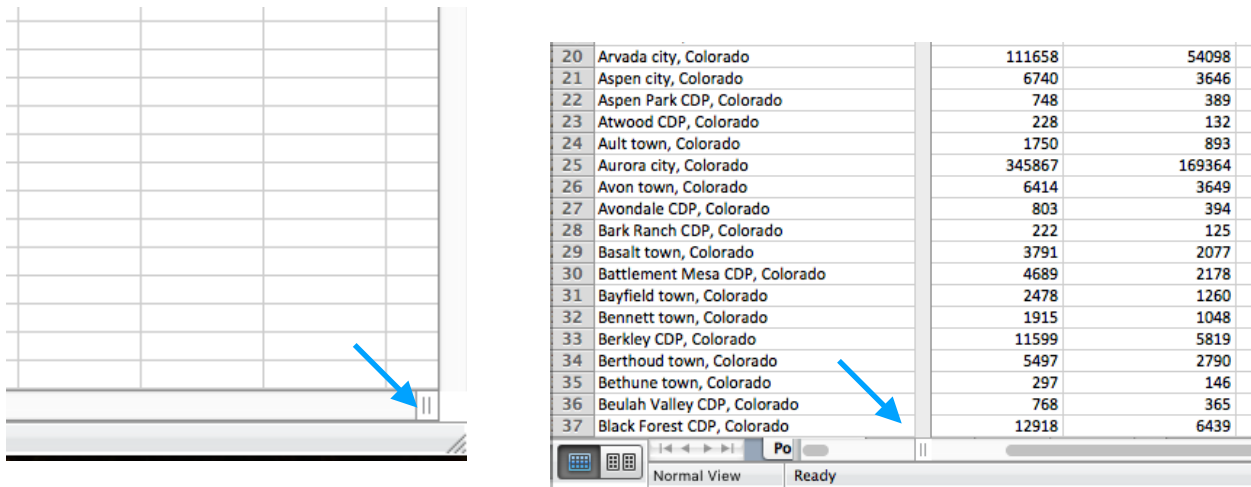 20 Arvada city, Colorado 111658 54098
21 Aspen city, Colorado 6740 3646
22 Aspen Park CDP, Colorado 748 389
23 Atwood CDP, Colorado 228 132
24 Ault town, Colorado 1750 893
25 Aurora city, Colorado 345867 169364
26 Avon town, Colorado 6414 3649
27 Avondale CDP, Colorado 803 394
28 Bark Ranch CDP, Colorado 222 125
29 Basalt town, Colorado 3791 2077
30 Battlement Mesa CDP, Colorado 4689 2178
31 Bayfield town, Colorado 2478 1260
32 Bennett town, Colorado 1915 1048
33 Berkley CDP, Colorado 11599 5819
34 Berthoud town, Colorado 5497 2790
35 Bethune town, Colorado 297 146
36 Beulah Valley CDP, Colorado 768 365
37 Black Forest CDP, Colorado 12918 6439
Po
Normal View Ready